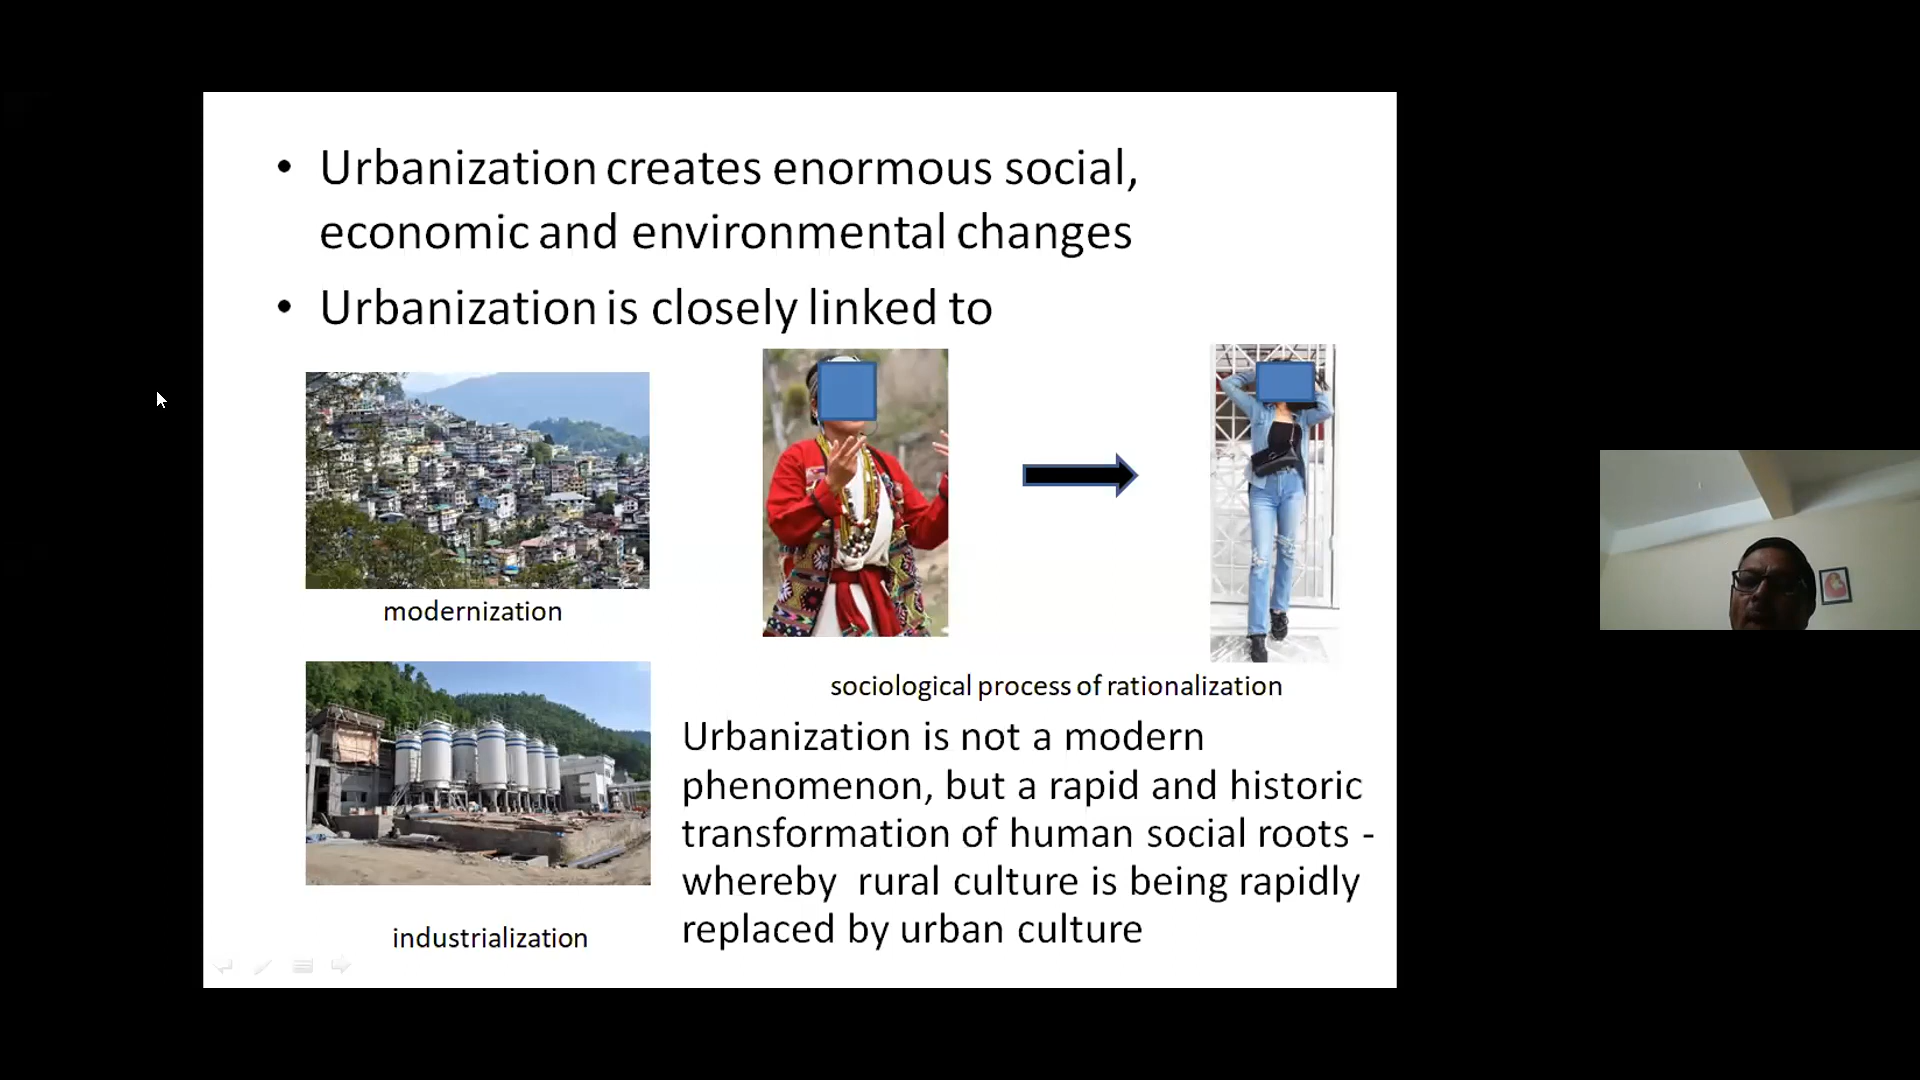 • Urbanization creates enormous social,
economic and environmental changes
• Urbanization is closely linked to
modernization
sociological process of rationalization
Urbanization is not a modern
phenomenon, but a rapid and historic
transformation of human social roots -
whereby rural culture is being rapidly
replaced by urban culture
industrialization